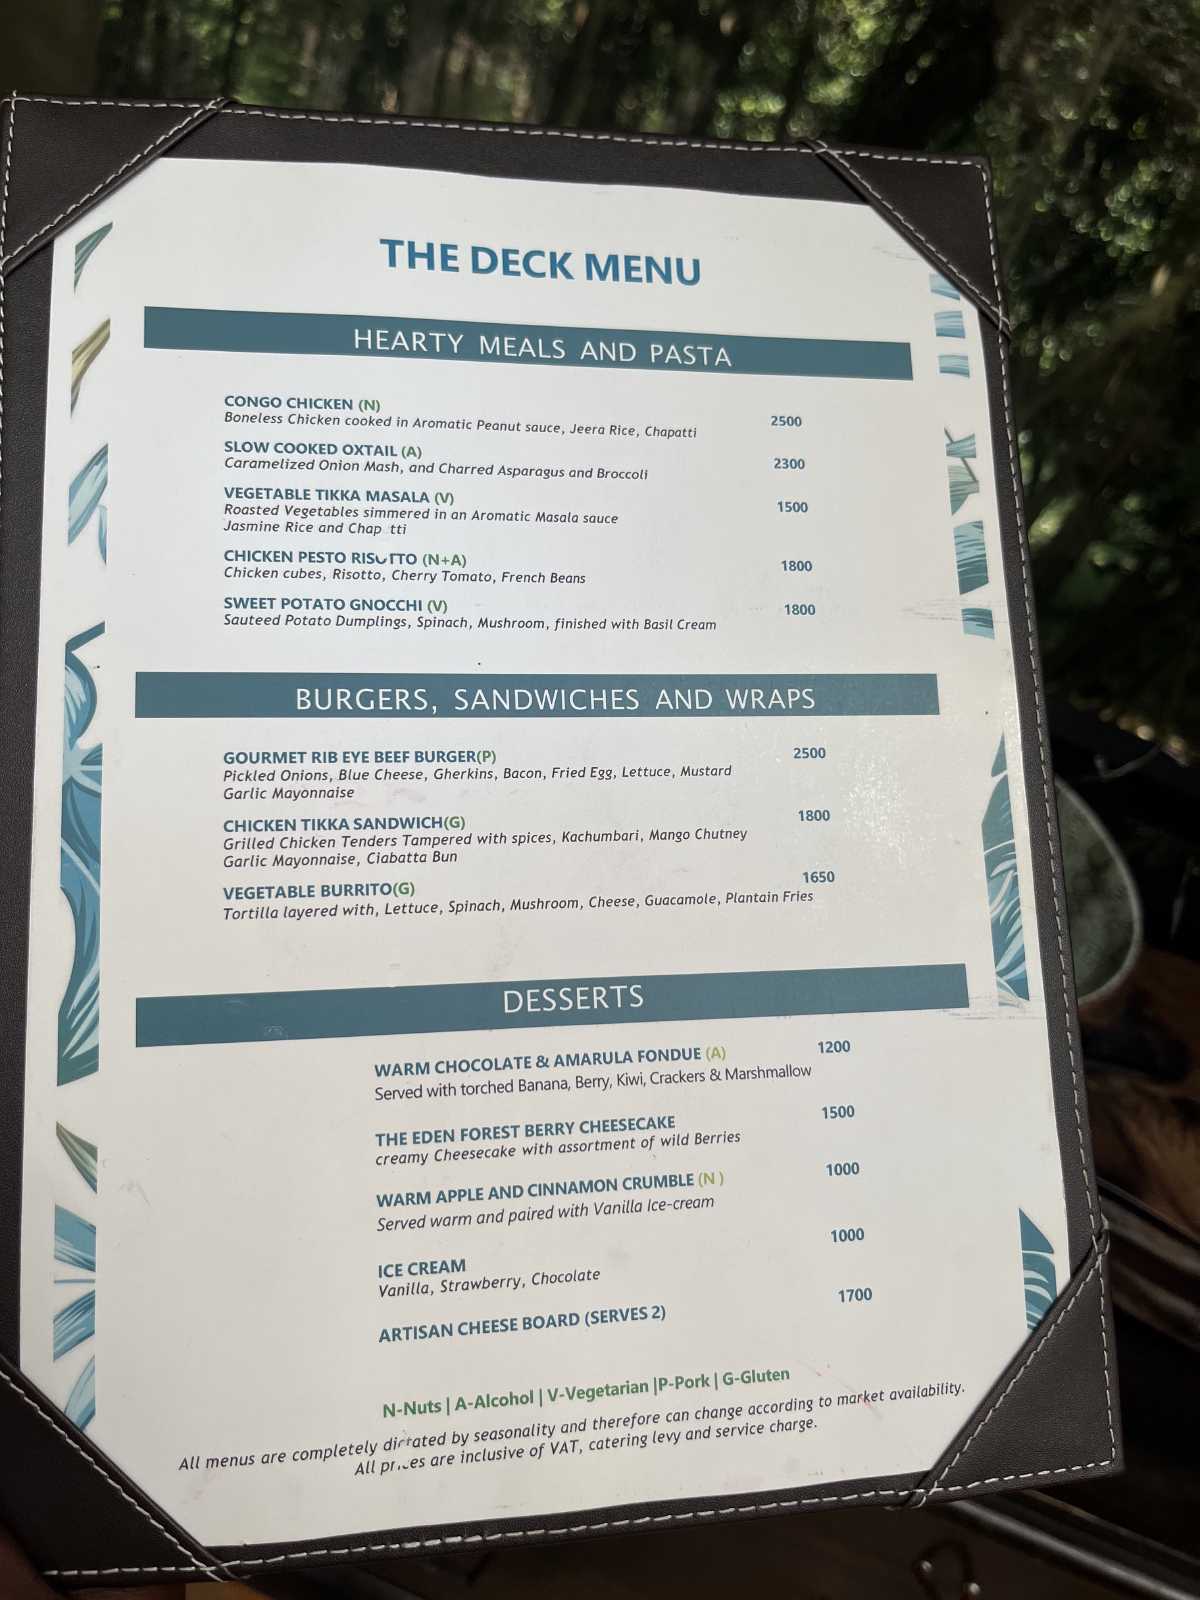 THE DECK MENU
HEARTY MEALS AND PASTA
CONGO CHICKEN (N)
Boneless Chicken cooked in Aromatic Peanut sauce, Jeera Rice, Chapatti
2500
SLOW COOKED OXTAIL (A)
Caramelized Onion Mash, and Charred Asparagus and Broccoli
2300
VEGETABLE TIKKA MASALA (V)
Roasted Vegetables simmered in an Aromatic Masala sauce
Jasmine Rice and Chap tti
1500
CHICKEN PESTO RISOTTO (N+A)
Chicken cubes, Risotto, Cherry Tomato, French Beans
1800
SWEET POTATO GNOCCHI (V)
Sauteed Potato Dumplings, Spinach, Mushroom, finished with Basil Cream
1800
BURGERS, SANDWICHES AND WRAPS
GOURMET RIB EYE BEEF BURGER(P)
Pickled Onions, Blue Cheese, Gherkins, Bacon, Fried Egg, Lettuce, Mustard
Garlic Mayonnaise
2500
CHICKEN TIKKA SANDWICH(G)
Grilled Chicken Tenders Tampered with spices, Kachumbari, Mango Chutney
Garlic Mayonnaise, Ciabatta Bun
1800
VEGETABLE BURRITO(G)
Tortilla layered with, Lettuce, Spinach, Mushroom, Cheese, Guacamole, Plantain Fries
1650
DESSERTS
WARM CHOCOLATE & AMARULA FONDUE (A)
Served with torched Banana, Berry, Kiwi, Crackers & Marshmallow
1200
THE EDEN FOREST BERRY CHEESECAKE
creamy Cheesecake with assortment of wild Berries
1500
WARM APPLE AND CINNAMON CRUMBLE (N )
Served warm and paired with Vanilla Ice-cream
1000
ICE CREAM
Vanilla, Strawberry, Chocolate
1000
ARTISAN CHEESE BOARD (SERVES 2)
1700
N-Nuts | A-Alcohol | V-Vegetarian |P-Pork | G-Gluten
All menus are completely dictated by seasonality and therefore can change according to market availability.
All prices are inclusive of VAT, catering levy and service charge.